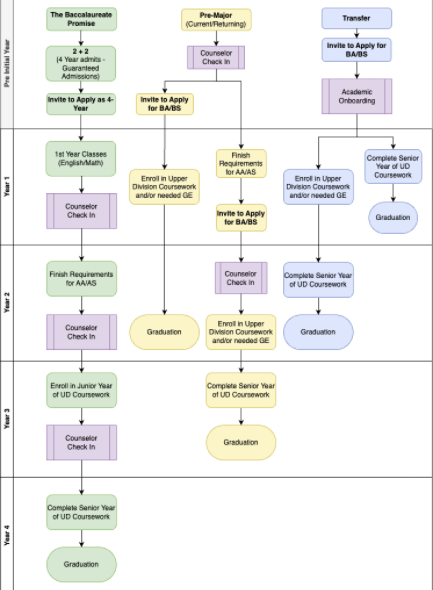 Pre Initial Year
The Baccalaureate
Promise
2 + 2
(4 Year admits -
Guaranteed
Admissions)
Invite to Apply as 4-
Year
Pre-Major
(Current/Returning)
Counselor
Check In
Invite to Apply
for BA/BS
Transfer
Invite to Apply for
BA/BS
Academic
Onboarding
Year 1
1st Year Classes
(English/Math)
Counselor
Check In
Enroll in Upper
Division Coursework
and/or needed GE
Finish
Requirements
for AA/AS
Invite to Apply
for BA/BS
Enroll in Upper
Division Coursework
and/or needed GE
Complete Senior
Year of UD
Coursework
Graduation
Year 2
Finish Requirements
for AA/AS
Counselor
Check In
Graduation
Counselor
Check In
Enroll in Upper
Division Coursework
and/or needed GE
Complete Senior Year
of UD Coursework
Graduation
Year 3
Enroll in Junior Year
of UD Coursework
Counselor
Check In
Complete Senior Year
of UD Coursework
Graduation
Year 4
Complete Senior Year
of UD Coursework
Graduation